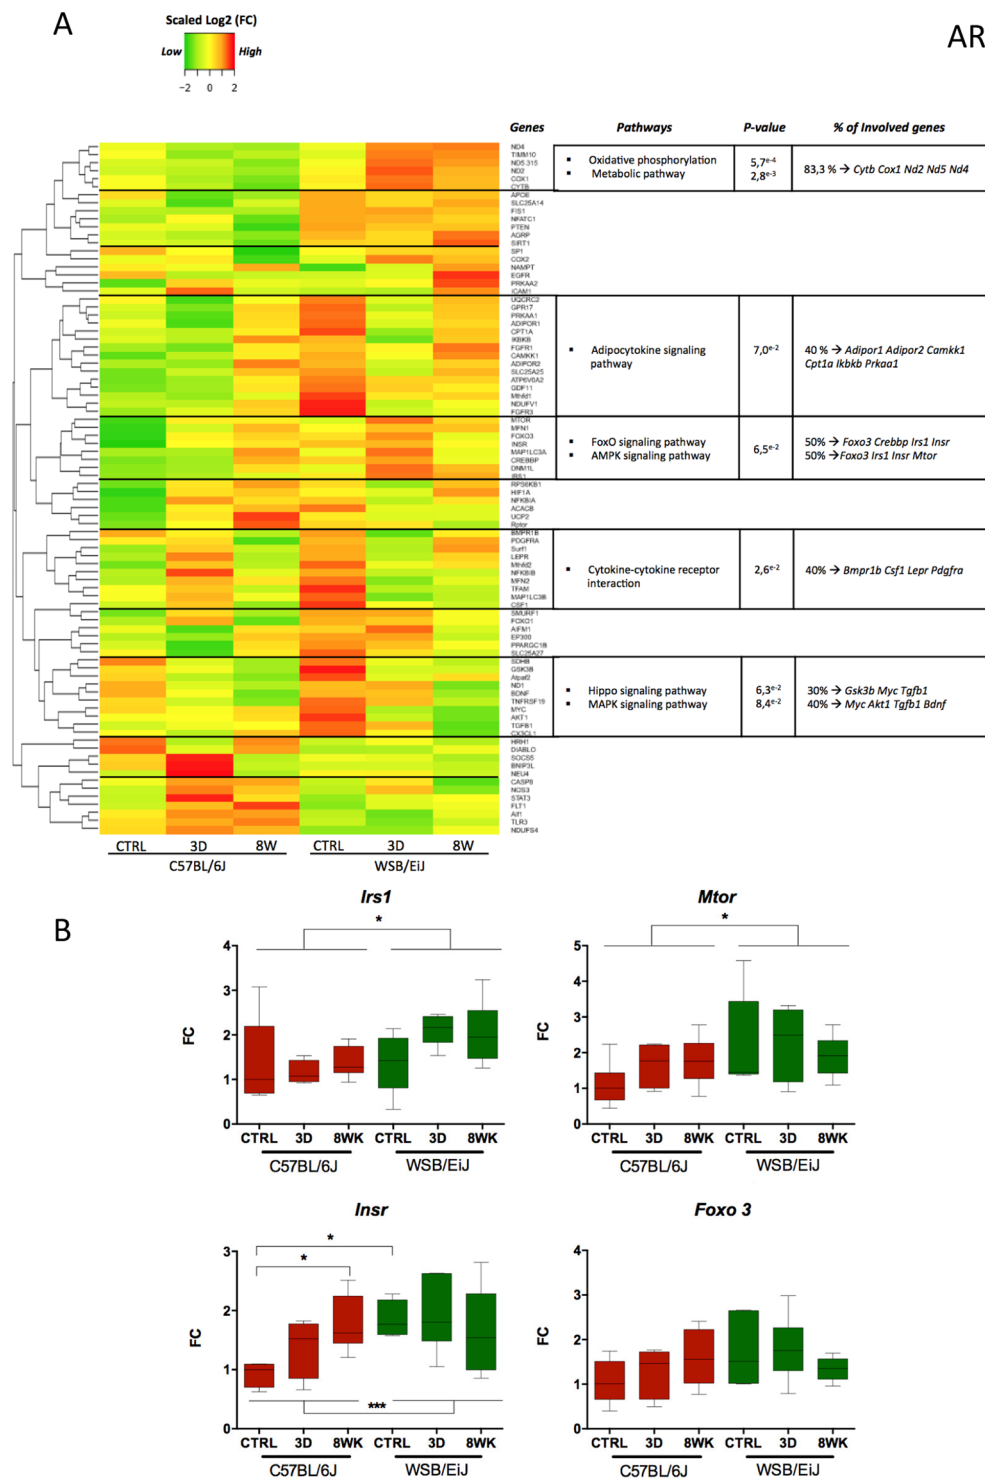 A
AR
Scaled Log2 (FC)
Low
High
−2 0 2
Genes Pathways P-value % of Involved genes
ND4
TIMM10
ND5.315
ND2
COX1
CYTB
APOE
SLC25A14
FIS1
NFATC1
PTEN
AGRP
SIRT1
SP1
COX2
NAMPT
EGFR
PRKAA2
ICAM1
UQCRC2
GPR17
PRKAA1
ADIPOR1
CPT1A
IKBKB
FGFR1
CAMKK1
ADIPOR2
SLC25A25
ATP6V0A2
GDF11
Mthfd1
NDUFV1
FGFR3
MTOR
MFN1
FOXO3
INSR
MAP1LC3A
CREBBP
DNM1L
IRS1
RPS6KB1
HIF1A
NFKBIA
ACACB
UCP2
Rptor
BMPR1B
PDGFRA
Surf1
LEPR
Mthfd2
NFKBIB
MFN2
TFAM
MAP1LC3B
CSF1
SMURF1
FOXO1
AIFM1
EP300
PPARGC1B
SLC25A27
SDHB
GSK3B
Atpaf2
ND1
BDNF
TNFRSF19
MYC
AKT1
TGFB1
CX3CL1
HRH1
DIABLO
SOCS5
BNIP3L
NEU4
CASP8
NOS3
STAT3
FLT1
Aif1
TLR3
NDUFS4
▪ Oxidative phosphorylation
▪ Metabolic pathway
5,7e-4
2,8e-3
83,3 % → Cytb Cox1 Nd2 Nd5 Nd4
▪ Adipocytokine signaling
pathway
7,0e-2
40 % → Adipor1 Adipor2 Camkk1
Cpt1a Ikbkb Prkaa1
▪ FoxO signaling pathway
▪ AMPK signaling pathway
6,5e-2
50% → Foxo3 Crebbp Irs1 Insr
50% →Foxo3 Irs1 Insr Mtor
▪ Cytokine-cytokine receptor
interaction
2,6e-2
40% → Bmpr1b Csf1 Lepr Pdgfra
▪ Hippo signaling pathway
▪ MAPK signaling pathway
6,3e-2
8,4e-2
30% → Gsk3b Myc Tgfb1
40% → Myc Akt1 Tgfb1 Bdnf
CTRL 3D 8W CTRL 3D 8W
C57BL/6J WSB/EiJ
B
Irs1
*
FC
4
3
2
1
0
CTRL 3D 8WK CTRL 3D 8WK
C57BL/6J WSB/EiJ
Mtor
*
FC
5
4
3
2
1
0
CTRL 3D 8WK CTRL 3D 8WK
C57BL/6J WSB/EiJ
Insr
*
*
FC
3
2
1
0
***
CTRL 3D 8WK CTRL 3D 8WK
C57BL/6J WSB/EiJ
Foxo 3
FC
4
3
2
1
0
CTRL 3D 8WK CTRL 3D 8WK
C57BL/6J WSB/EiJ